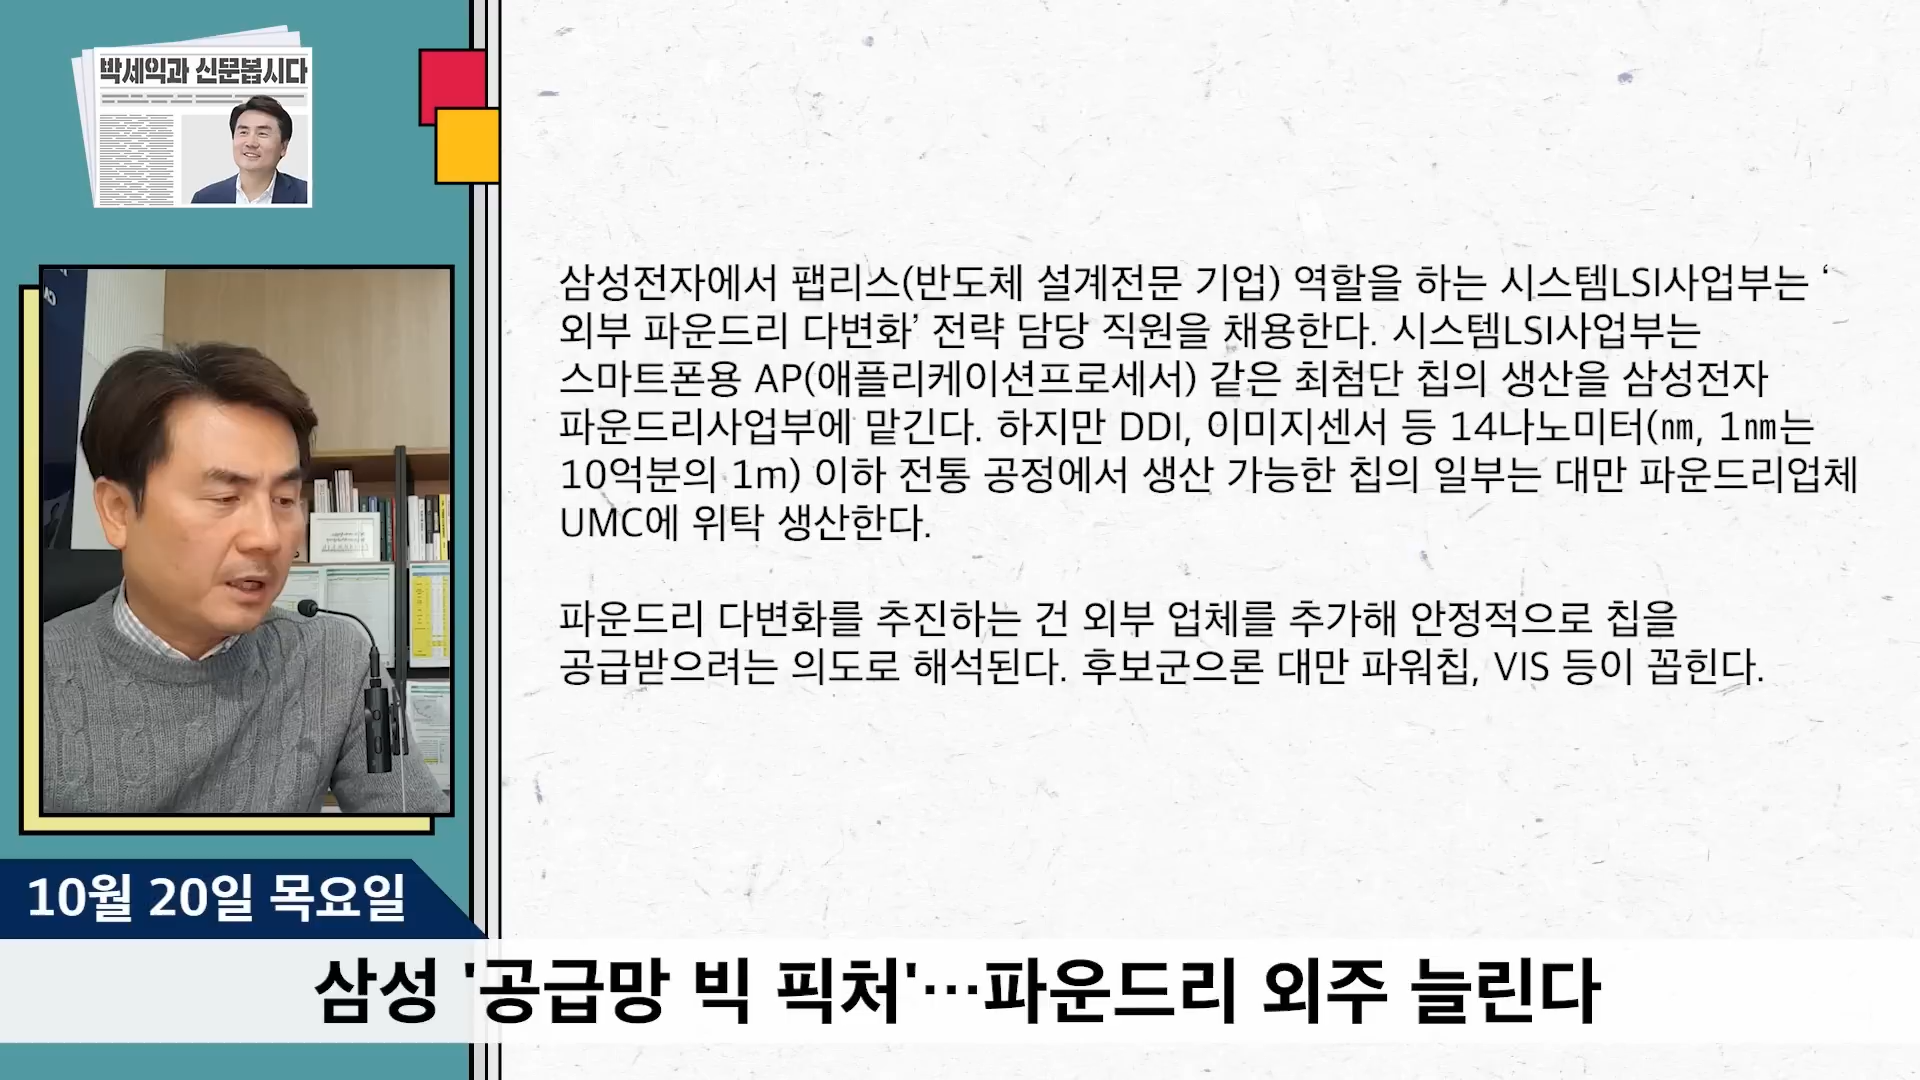 박세익과 신문봅시다
삼성전자에서 팹리스(반도체 설계전문 기업) 역할을 하는 시스템LSI사업부는 ‘
외부 파운드리 다변화’ 전략 담당 직원을 채용한다. 시스템LSI사업부는
스마트폰용 AP(애플리케이션프로세서) 같은 최첨단 칩의 생산을 삼성전자
파운드리사업부에 맡긴다. 하지만 DDI, 이미지센서 등 14나노미터(㎚, 1㎚는
10억분의 1m) 이하 전통 공정에서 생산 가능한 칩의 일부는 대만 파운드리업체
UMC에 위탁 생산한다.
파운드리 다변화를 추진하는 건 외부 업체를 추가해 안정적으로 칩을
공급받으려는 의도로 해석된다. 후보군으론 대만 파워칩, VIS 등이 꼽힌다.
10월 20일 목요일
삼성 '공급망 빅 픽처'…파운드리 외주 늘린다